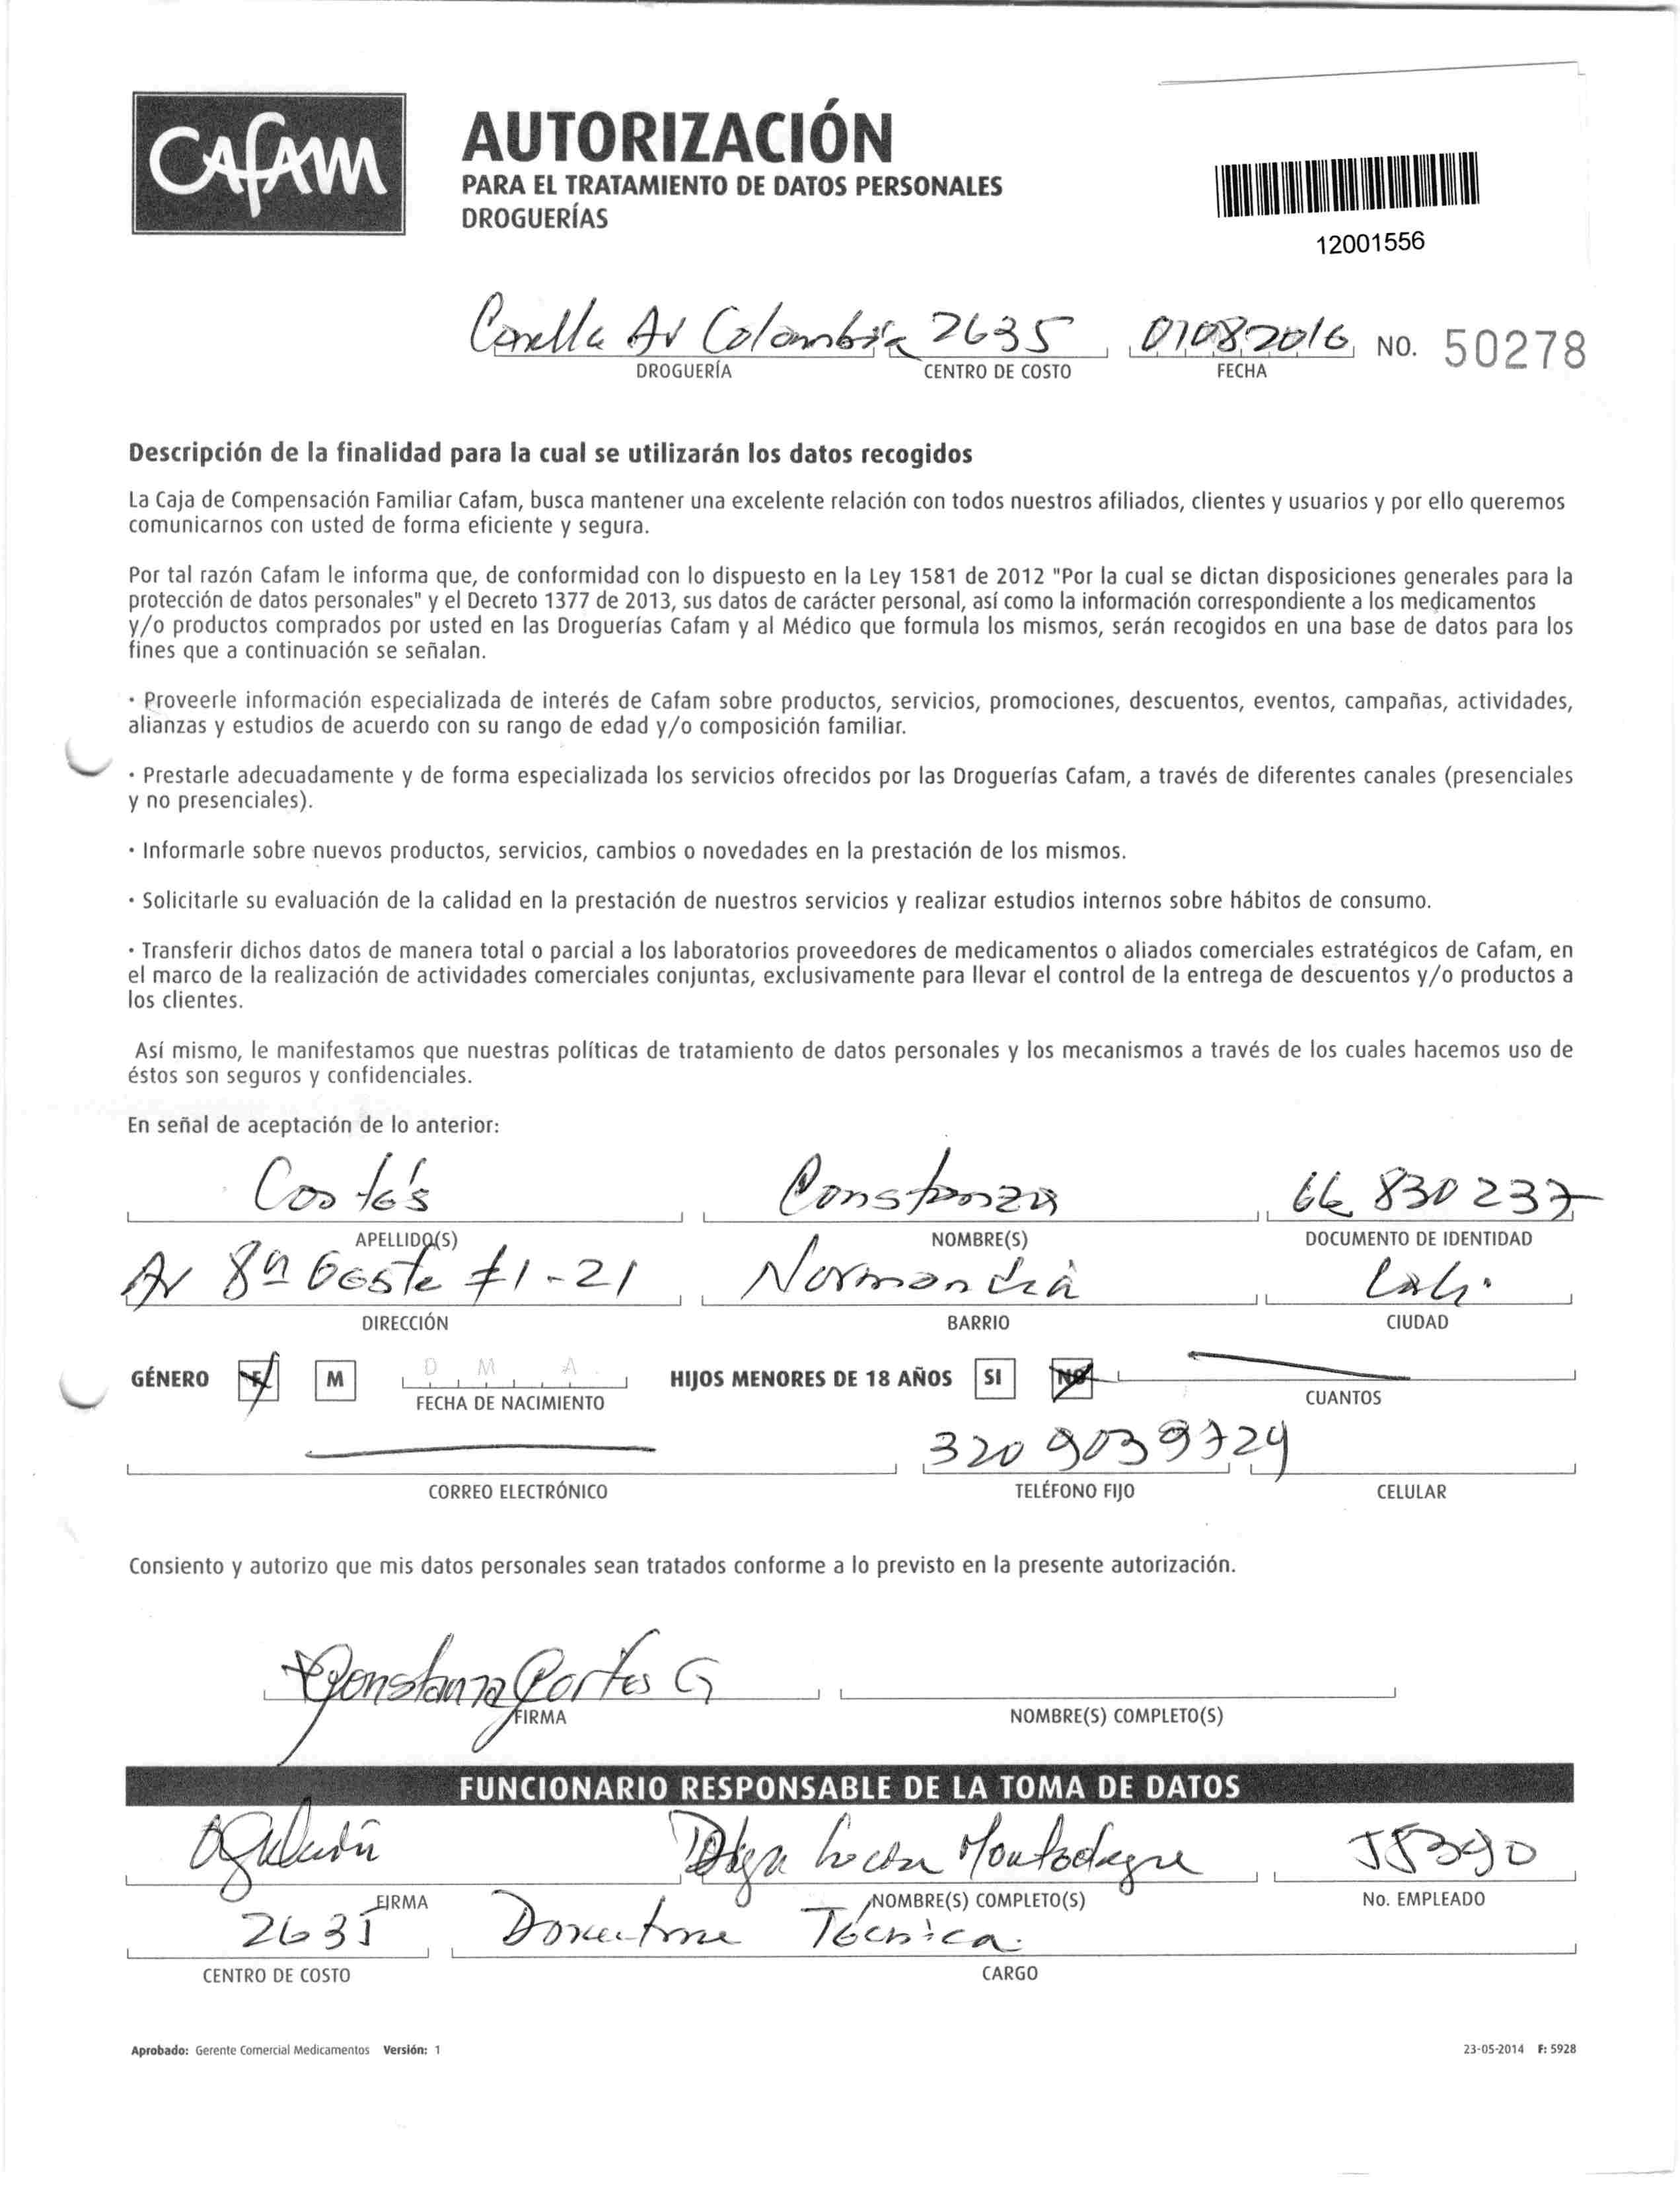 CAFAM
AUTORIZACIÓN
PARA EL TRATAMIENTO DE DATOS PERSONALES
DROGUERÍAS
12001556
Av Colombia 2635 01082016 NO. 50278
DROGUERÍA CENTRO DE COSTO FECHA
Descripción de la finalidad para la cual se utilizarán los datos recogidos
La Caja de Compensación Familiar Cafam, busca mantener una excelente relación con todos nuestros afiliados, clientes y usuarios y por ello queremos
comunicarnos con usted de forma eficiente y segura.
Por tal razón Cafam le informa que, de conformidad con lo dispuesto en la Ley 1581 de 2012 "Por la cual se dictan disposiciones generales para la
protección de datos personales" y el Decreto 1377 de 2013, sus datos de carácter personal, así como la información correspondiente a los medicamentos
y/o productos comprados por usted en las Droguerías Cafam y al Médico que formula los mismos, serán recogidos en una base de datos para los
fines que a continuación se señalan.
· Proveerle información especializada de interés de Cafam sobre productos, servicios, promociones, descuentos, eventos, campañas, actividades,
alianzas y estudios de acuerdo con su rango de edad y/o composición familiar.
· Prestarle adecuadamente y de forma especializada los servicios ofrecidos por las Droguerías Cafam, a través de diferentes canales (presenciales
y no presenciales).
· Informarle sobre nuevos productos, servicios, cambios o novedades en la prestación de los mismos.
· Solicitarle su evaluación de la calidad en la prestación de nuestros servicios y realizar estudios internos sobre hábitos de consumo.
· Transferir dichos datos de manera total o parcial a los laboratorios proveedores de medicamentos o aliados comerciales estratégicos de Cafam, en
el marco de la realización de actividades comerciales conjuntas, exclusivamente para llevar el control de la entrega de descuentos y/o productos a
los clientes.
Así mismo, le manifestamos que nuestras políticas de tratamiento de datos personales y los mecanismos a través de los cuales hacemos uso de
éstos son seguros y confidenciales.
En señal de aceptación de lo anterior:
Cortés Constanza 66 830 237
APELLIDO(S) NOMBRE(S) DOCUMENTO DE IDENTIDAD
Av 8ª Oeste #1-21 Normandía Cali.
DIRECCIÓN BARRIO CIUDAD
GÉNERO F M D M A HIJOS MENORES DE 18 AÑOS SI NO
FECHA DE NACIMIENTO CUANTOS
320 9039724
CORREO ELECTRÓNICO TELÉFONO FIJO CELULAR
Consiento y autorizo que mis datos personales sean tratados conforme a lo previsto en la presente autorización.
Constanza Cortes G
FIRMA NOMBRE(S) COMPLETO(S)
FUNCIONARIO RESPONSABLE DE LA TOMA DE DATOS
FIRMA NOMBRE(S) COMPLETO(S) No. EMPLEADO
2635 Técnica.
CENTRO DE COSTO CARGO
Aprobado: Gerente Comercial Medicamentos Versión: 1 23-05-2014 F: 5928